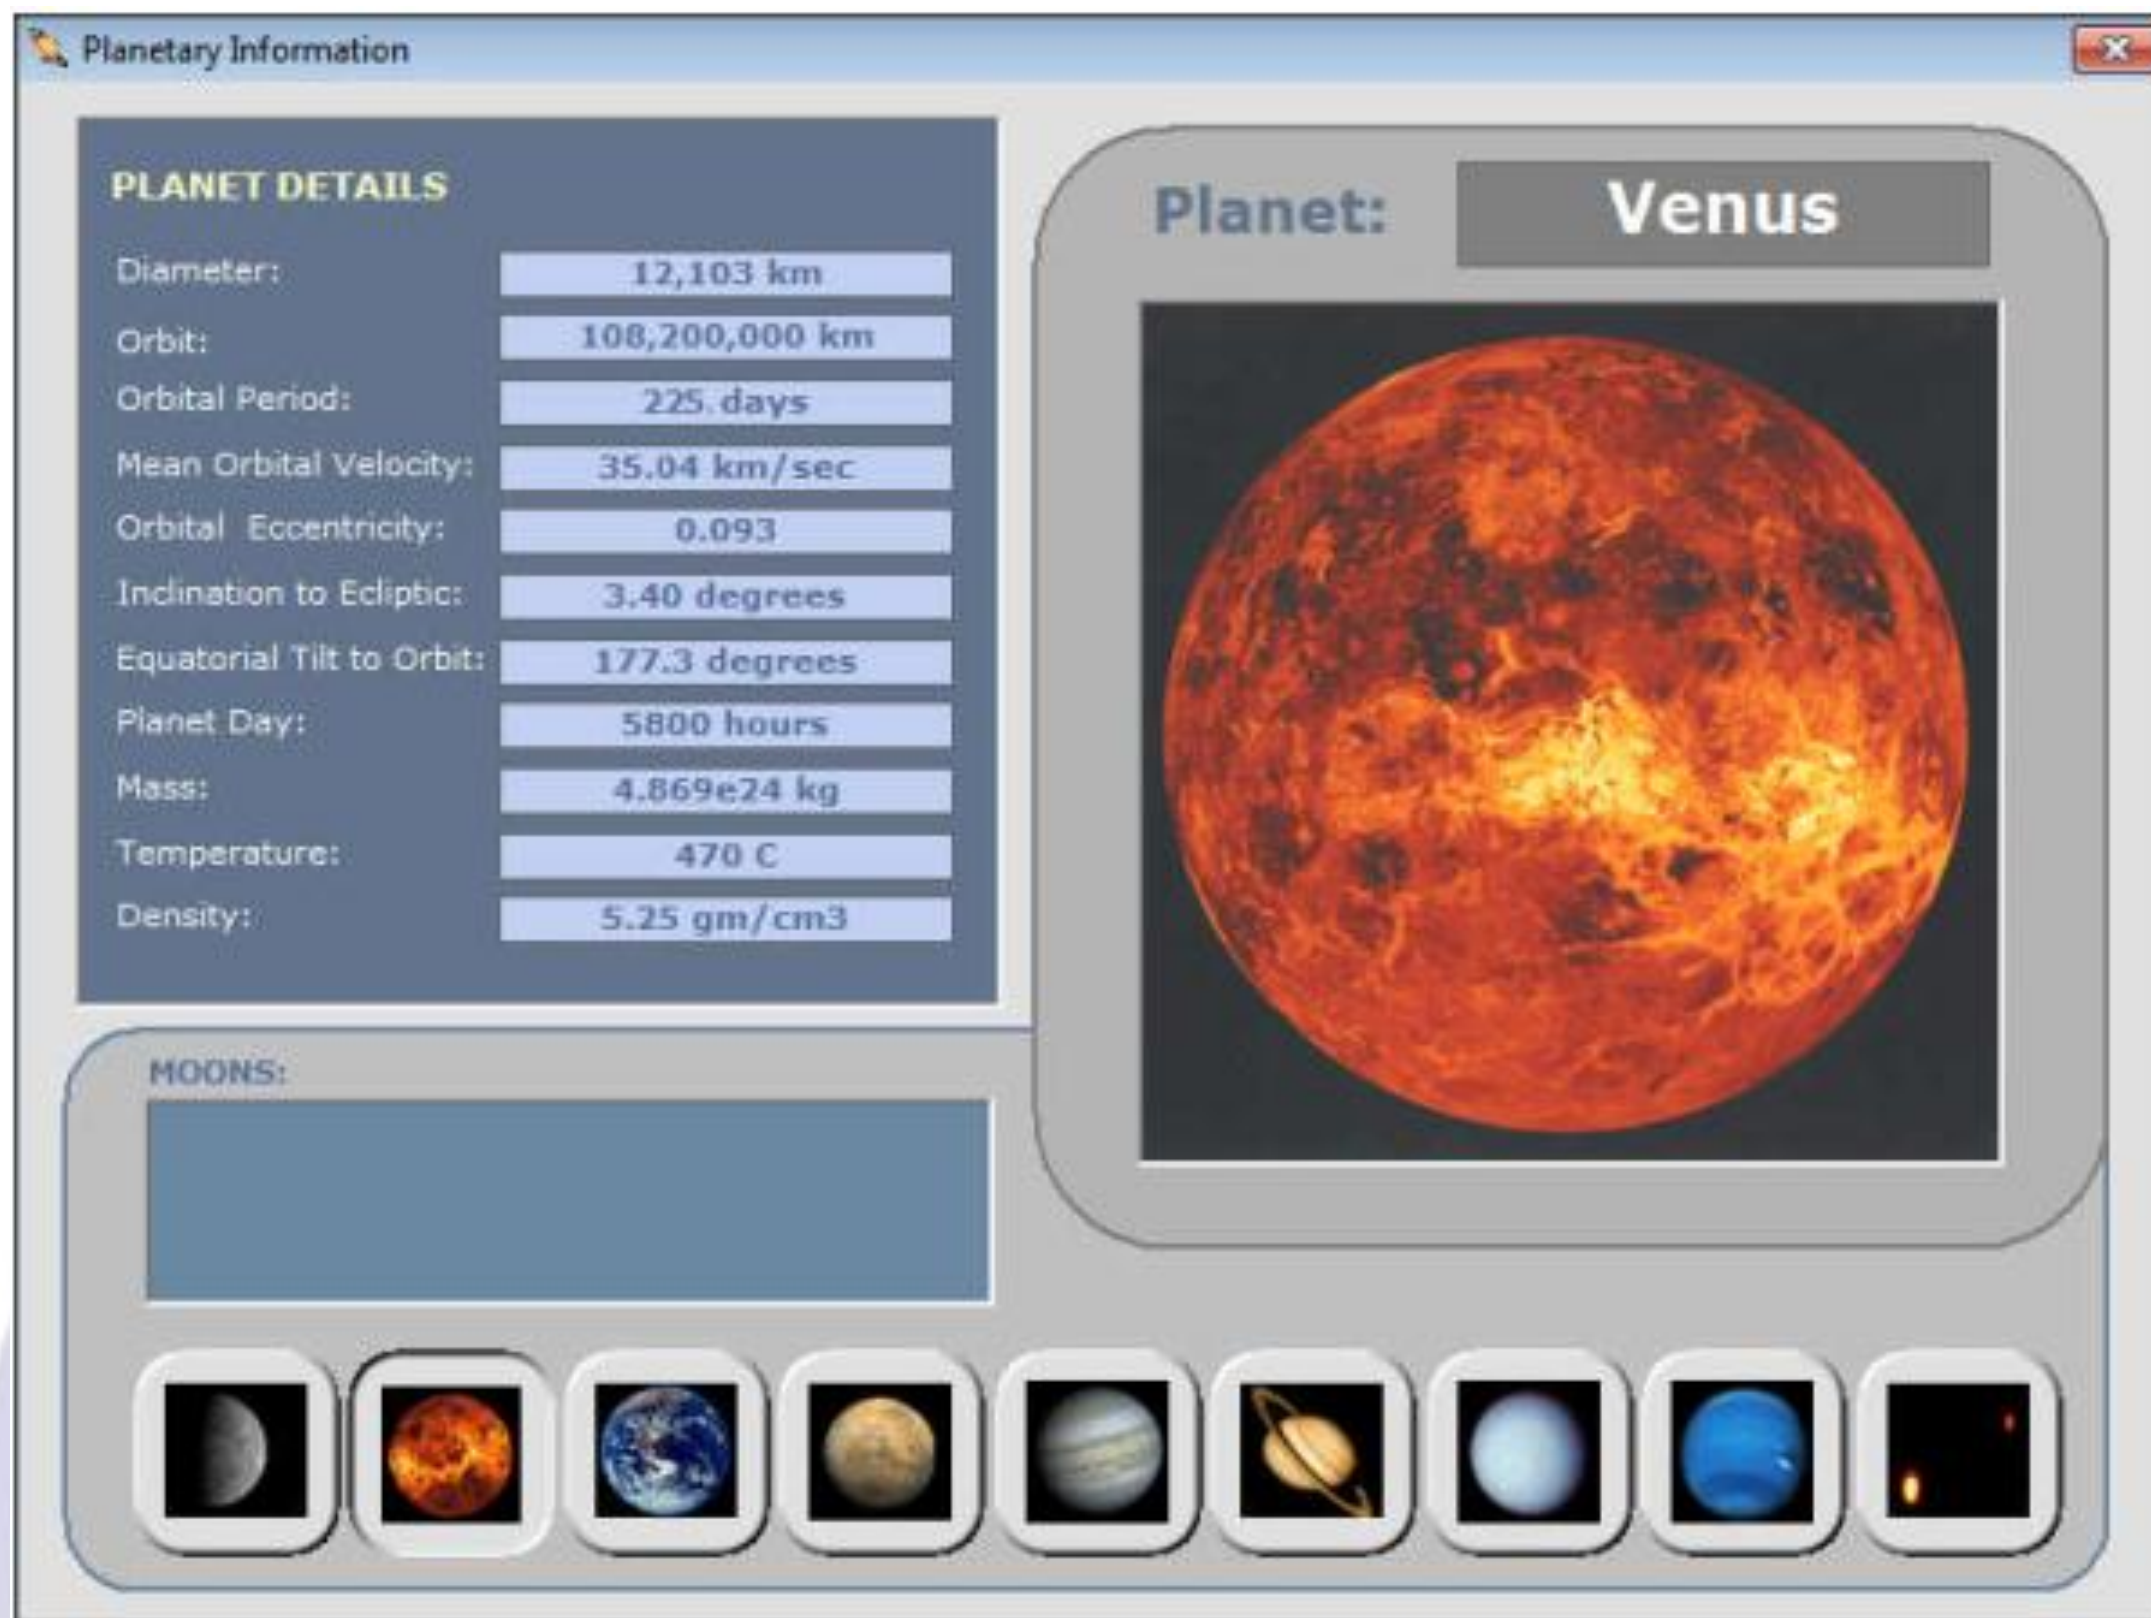 Planetary Information
PLANET DETAILS
Diameter: 12,103 km
Orbit: 108,200,000 km
Orbital Period: 225. days
Mean Orbital Velocity: 35.04 km/sec
Orbital Eccentricity: 0.093
Inclination to Ecliptic: 3.40 degrees
Equatorial Tilt to Orbit: 177.3 degrees
Planet Day: 5800 hours
Mass: 4.869e24 kg
Temperature: 470 C
Density: 5.25 gm/cm3
Planet: Venus
MOONS: